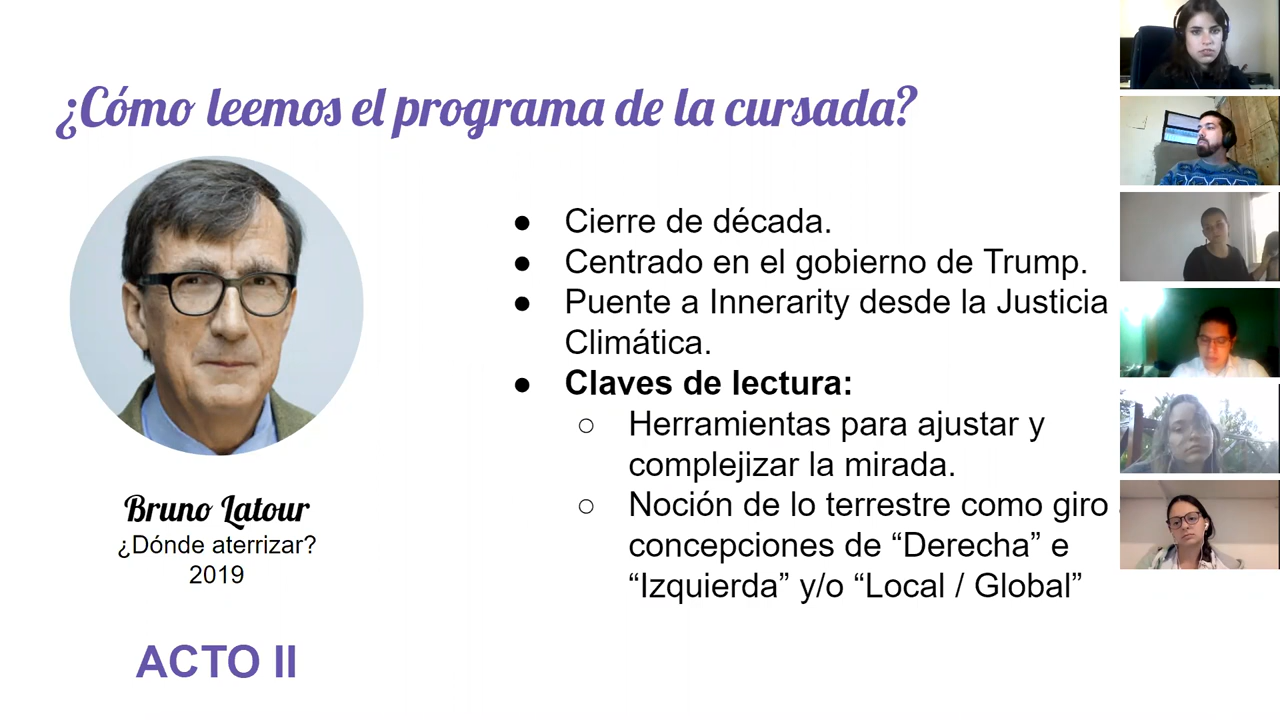 ¿Cómo leemos el programa de la cursada?
● Cierre de década.
● Centrado en el gobierno de Trump.
● Puente a Innerarity desde la Justicia
Climática.
● Claves de lectura:
○ Herramientas para ajustar y
complejizar la mirada.
○ Noción de lo terrestre como giro
concepciones de “Derecha” e
“Izquierda” y/o “Local / Global”
Bruno Latour
¿Dónde aterrizar?
2019
ACTO II